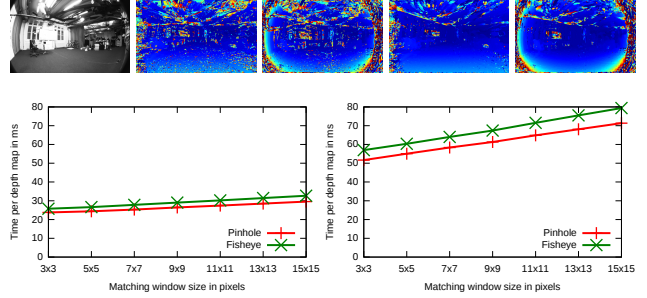 Time per depth map in ms
80
70
60
50
40
30
20
10
0
Pinhole
Fisheye
3x3 5x5 7x7 9x9 11x11 13x13 15x15
Matching window size in pixels
Time per depth map in ms
80
70
60
50
40
30
20
10
0
Pinhole
Fisheye
3x3 5x5 7x7 9x9 11x11 13x13 15x15
Matching window size in pixels